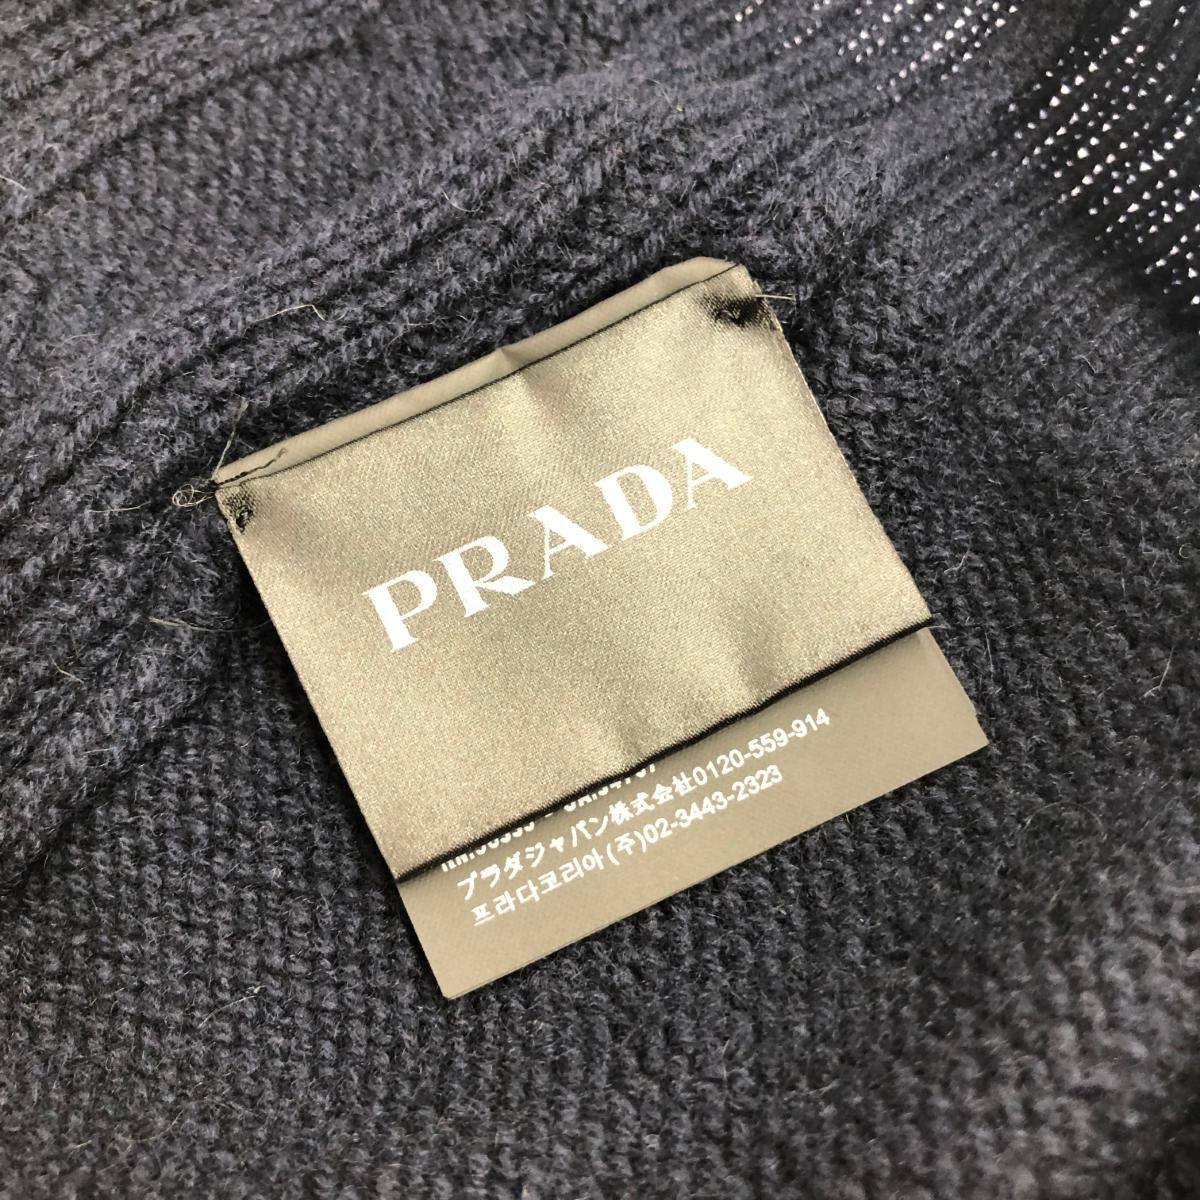 PRADA
プラダジャパン株式会社0120-559-914
프라다코리아(주)02-3443-2323